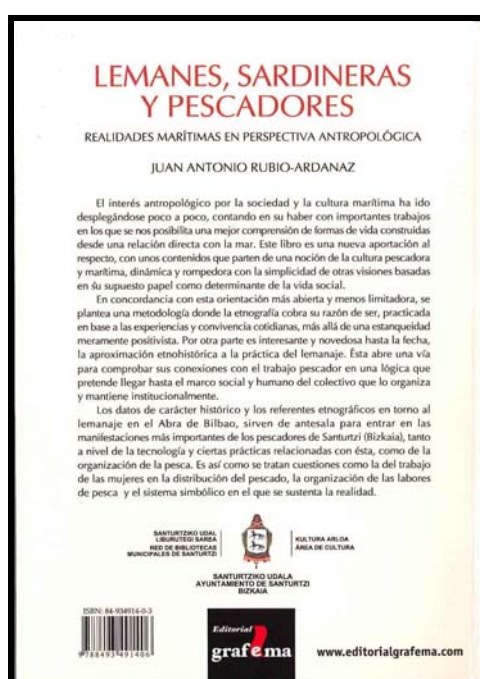 LEMANES, SARDINERAS
Y PESCADORES
REALIDADES MARÍTIMAS EN PERSPECTIVA ANTROPOLÓGICA
JUAN ANTONIO RUBIO-ARDANAZ
El interés antropológico por la sociedad y la cultura marítima ha ido
desplegándose poco a poco, contando en su haber con importantes trabajos
en los que se nos posibilita una mejor comprensión de formas de vida construidas
desde una relación directa con la mar. Este libro es una nueva aportación al
respecto, con unos contenidos que parten de una noción de la cultura pescadora
y marítima, dinámica y rompedora con la simplicidad de otras visiones basadas
en su supuesto papel como determinante de la vida social.
En concordancia con esta orientación más abierta y menos limitadora, se
plantea una metodología donde la etnografía cobra su razón de ser, practicada
en base a las experiencias y convivencia cotidianas, más allá de una estanqueidad
meramente positivista. Por otra parte es interesante y novedosa hasta la fecha,
la aproximación etnohistórica a la práctica del lemanaje. Ésta abre una vía
para comprobar sus conexiones con el trabajo pescador en una lógica que
pretende llegar hasta el marco social y humano del colectivo que lo organiza
y mantiene institucionalmente.
Los datos de carácter histórico y los referentes etnográficos en torno al
lemanaje en el Abra de Bilbao, sirven de antesala para entrar en las
manifestaciones más importantes de los pescadores de Santurtzi (Bizkaia), tanto
a nivel de la tecnología y ciertas prácticas relacionadas con ésta, como de la
organización de la pesca. Es así como se tratan cuestiones como la del trabajo
de las mujeres en la distribución del pescado, la organización de las labores
de pesca y el sistema simbólico en el que se sustenta la realidad.
SANTURTZIKO UDAL
LIBURUTEGI SAREA
RED DE BIBLIOTECAS
MUNICIPALES DE SANTURTZI
KULTURA ARLOA
ÁREA DE CULTURA
SANTURTZIKO UDALA
AYUNTAMIENTO DE SANTURTZI
BIZKAIA
ISBN: 84-934914-0-3
9 788493 491406
Editorial
grafema
www.editorialgrafema.com